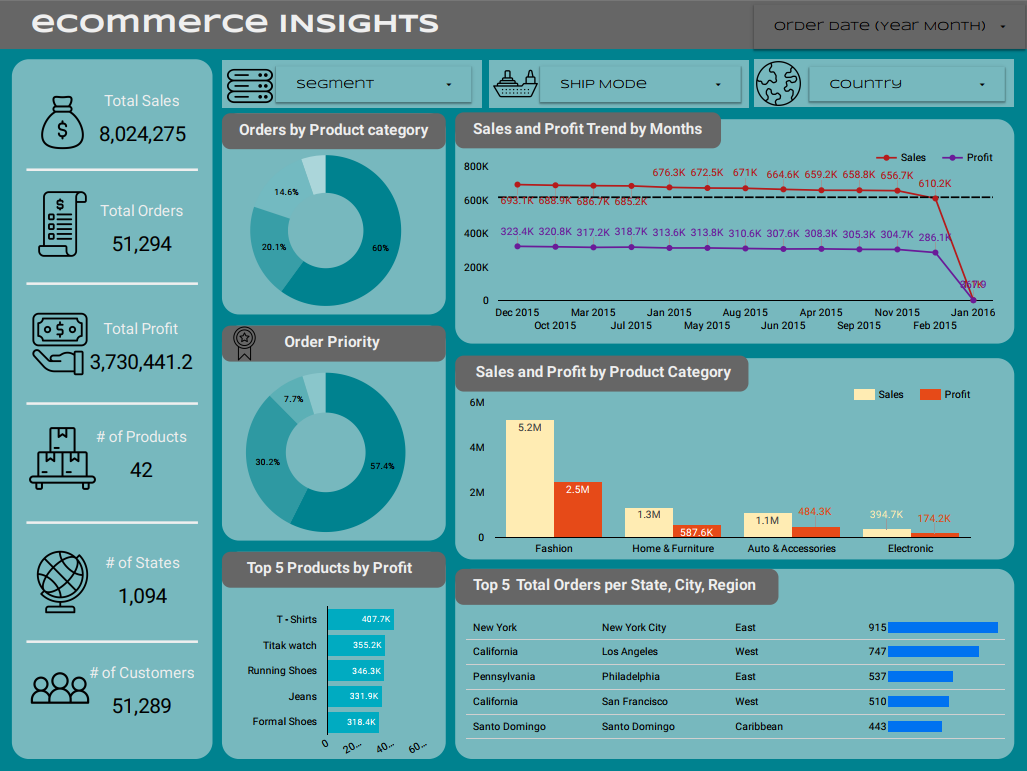 ecommerce INSIGHTS
Order Date (Year Month)
Segment
Ship Mode
Country
Total Sales
8,024,275
Total Orders
51,294
Total Profit
3,730,441.2
# of Products
42
# of States
1,094
# of Customers
51,289
Orders by Product category
14.6%
20.1%
60%
Order Priority
7.7%
30.2%
57.4%
Top 5 Products by Profit
T - Shirts 407.7K
Titak watch 355.2K
Running Shoes 346.3K
Jeans 331.9K
Formal Shoes 318.4K
0 20... 40... 60...
Sales and Profit Trend by Months
Sales Profit
800K
600K
400K
200K
0
693.1K 688.9K 686.7K 685.2K 676.3K 672.5K 671K 664.6K 659.2K 658.8K 656.7K 610.2K
323.4K 320.8K 317.2K 318.7K 313.6K 313.8K 310.6K 307.6K 308.3K 305.3K 304.7K 286.1K
Dec 2015 Mar 2015 Jan 2015 Aug 2015 Apr 2015 Nov 2015 Jan 2016
Oct 2015 Jul 2015 May 2015 Jun 2015 Sep 2015 Feb 2015
Sales and Profit by Product Category
Sales Profit
6M
4M
2M
0
5.2M 2.5M
1.3M 587.6K
1.1M 484.3K
394.7K 174.2K
Fashion Home & Furniture Auto & Accessories Electronic
Top 5 Total Orders per State, City, Region
New York New York City East 915
California Los Angeles West 747
Pennsylvania Philadelphia East 537
California San Francisco West 510
Santo Domingo Santo Domingo Caribbean 443